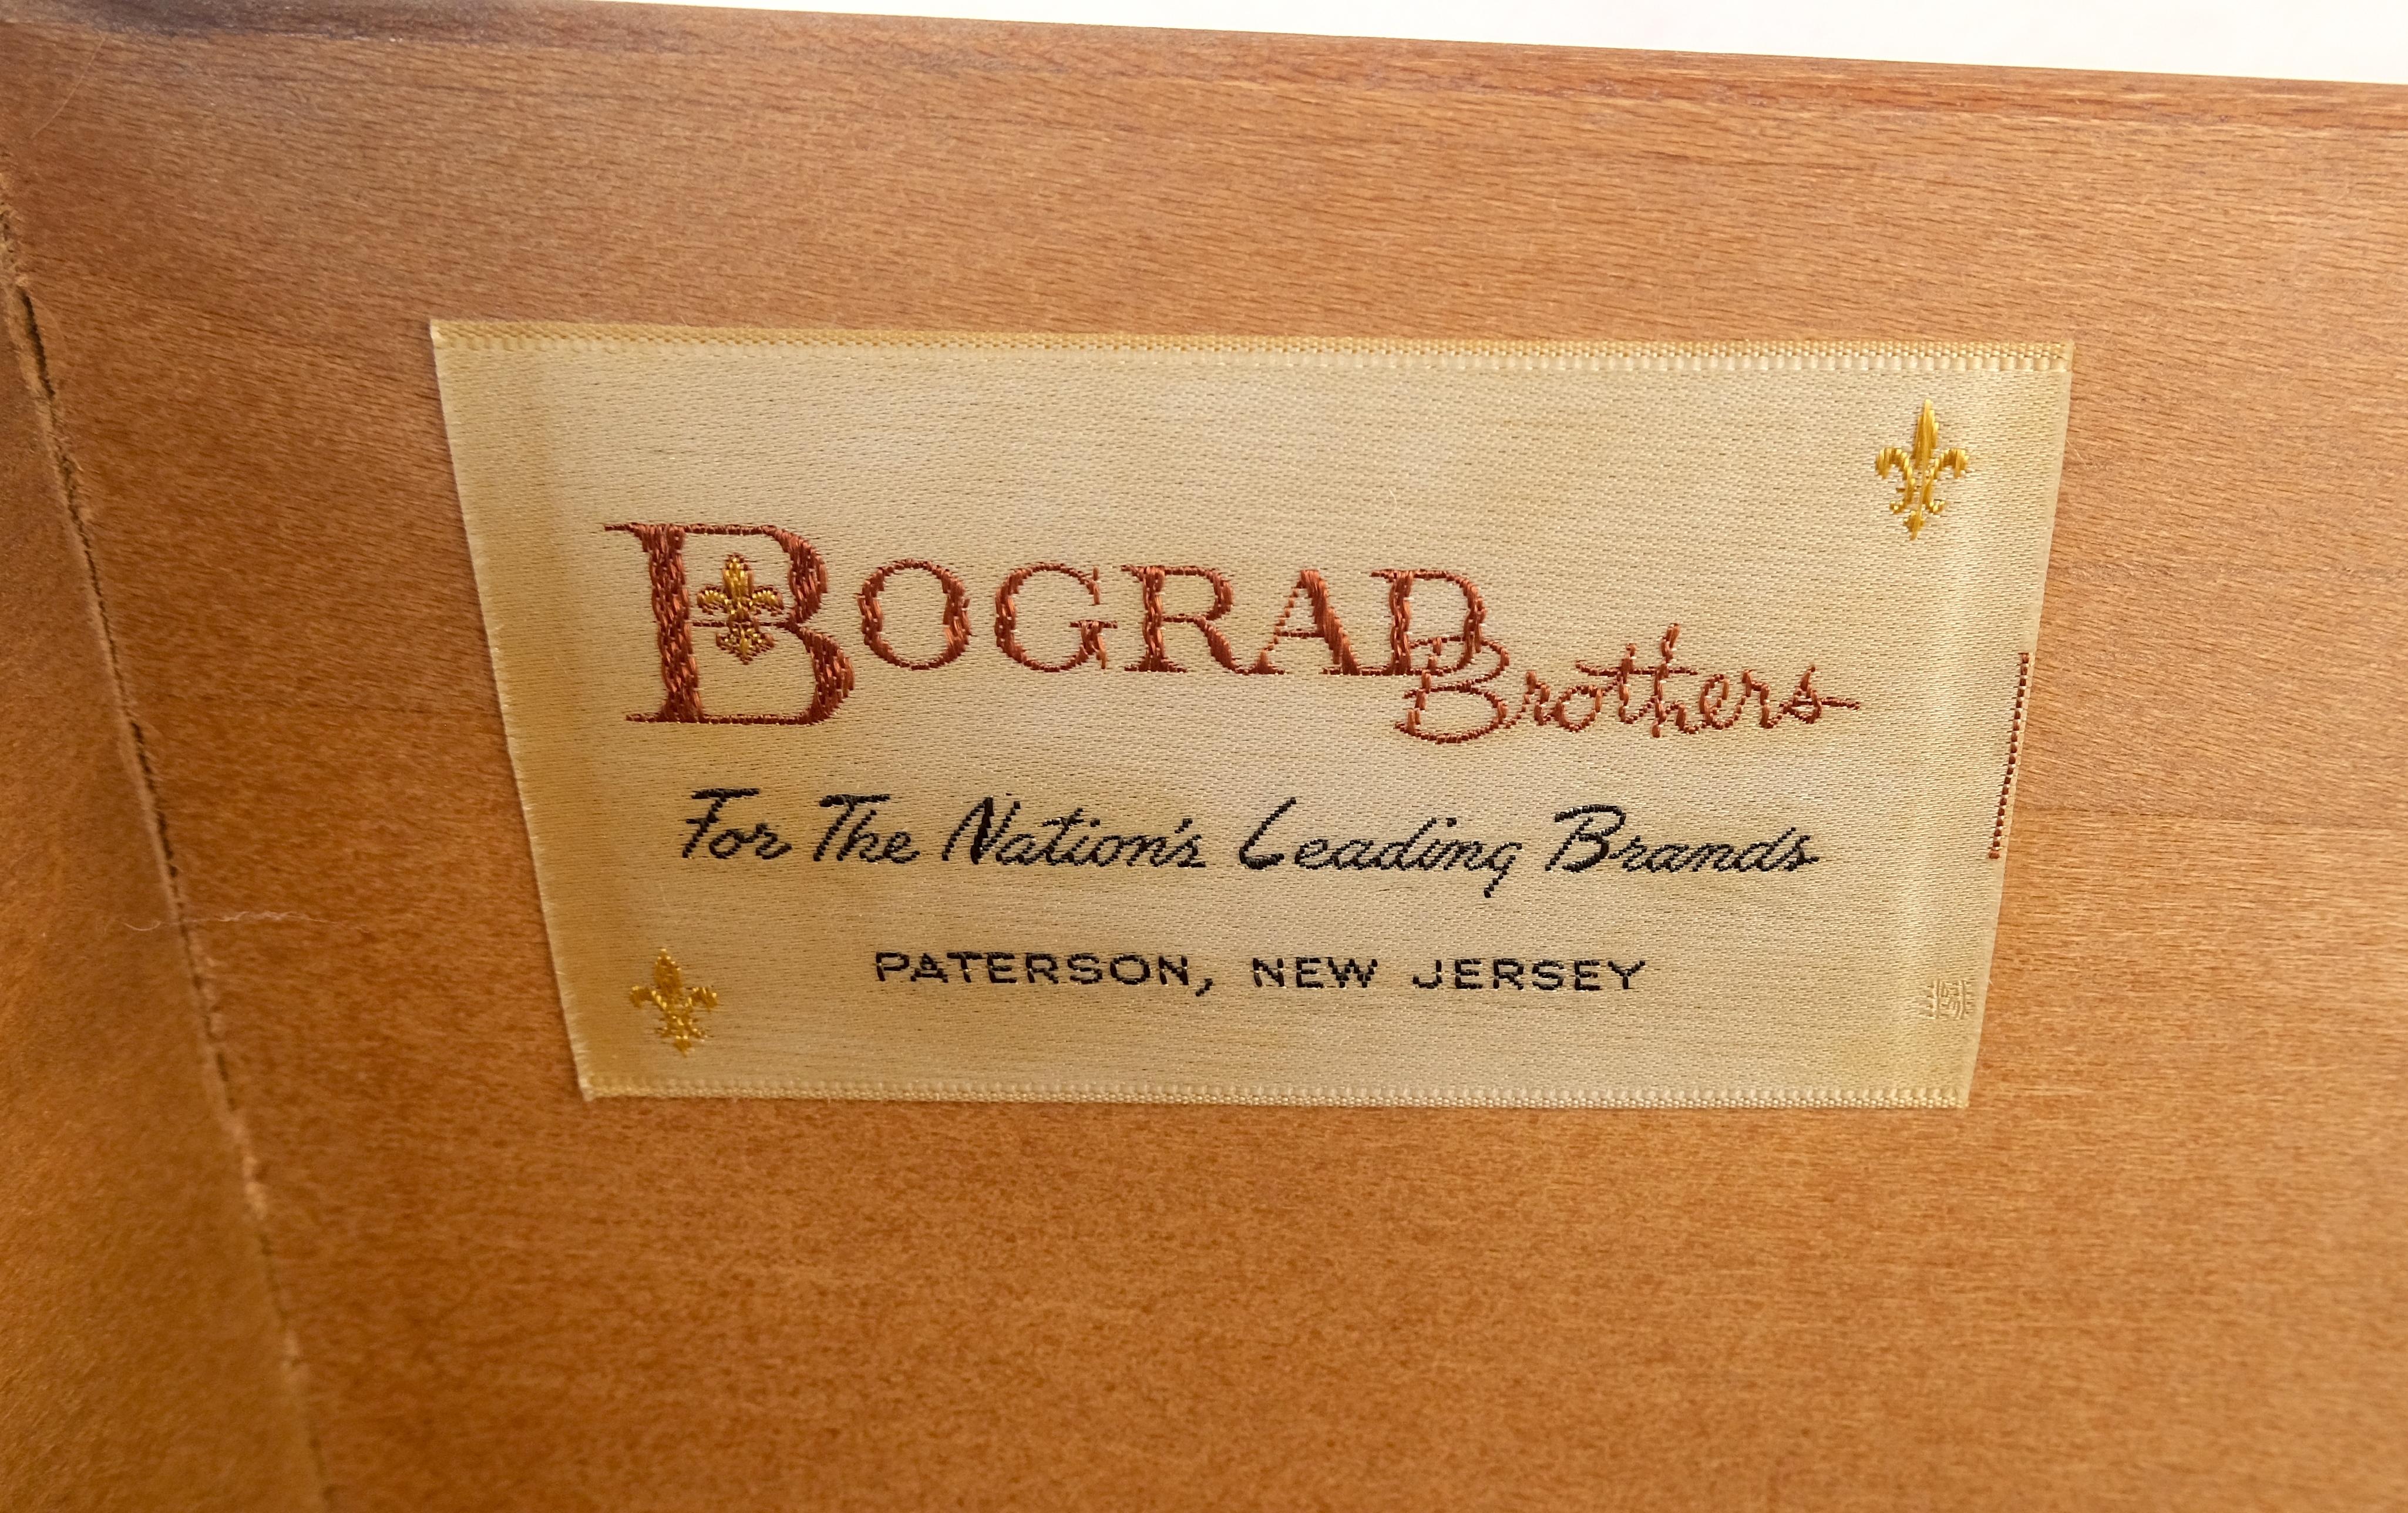 BOGRAD Brothers
For The Nation's Leading Brands
PATERSON, NEW JERSEY